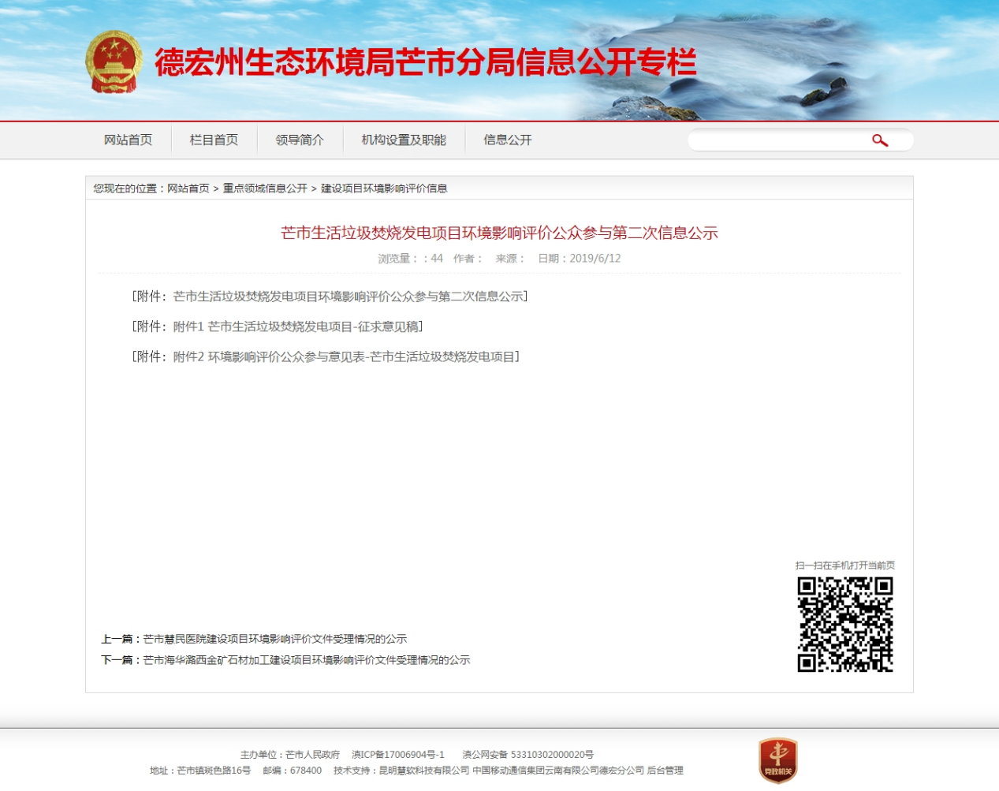 德宏州生态环境局芒市分局信息公开专栏
网站首页 栏目首页 领导简介 机构设置及职能 信息公开
您现在的位置：网站首页 > 重点领域信息公开 > 建设项目环境影响评价信息
芒市生活垃圾焚烧发电项目环境影响评价公众参与第二次信息公示
浏览量：：44 作者： 来源： 日期：2019/6/12
[附件：芒市生活垃圾焚烧发电项目环境影响评价公众参与第二次信息公示]
[附件：附件1 芒市生活垃圾焚烧发电项目-征求意见稿]
[附件：附件2 环境影响评价公众参与意见表-芒市生活垃圾焚烧发电项目]
扫一扫在手机打开当前页
上一篇：芒市慧民医院建设项目环境影响评价文件受理情况的公示
下一篇：芒市海华潞西金矿石材加工建设项目环境影响评价文件受理情况的公示
主办单位：芒市人民政府 滇ICP备17006904号-1 滇公网安备 53310302000020号
地址：芒市镇斑色路16号 邮编：678400 技术支持：昆明慧软科技有限公司 中国移动通信集团云南有限公司德宏分公司 后台管理
党政机关